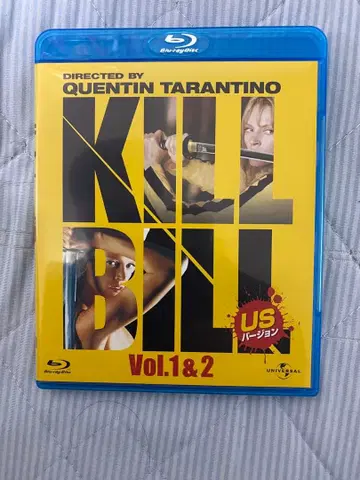 Blu-ray Disc
DIRECTED BY
QUENTIN TARANTINO
KILL
BILL
US
バージョン
Vol.1 & 2
Blu-ray Disc
UNIVERSAL